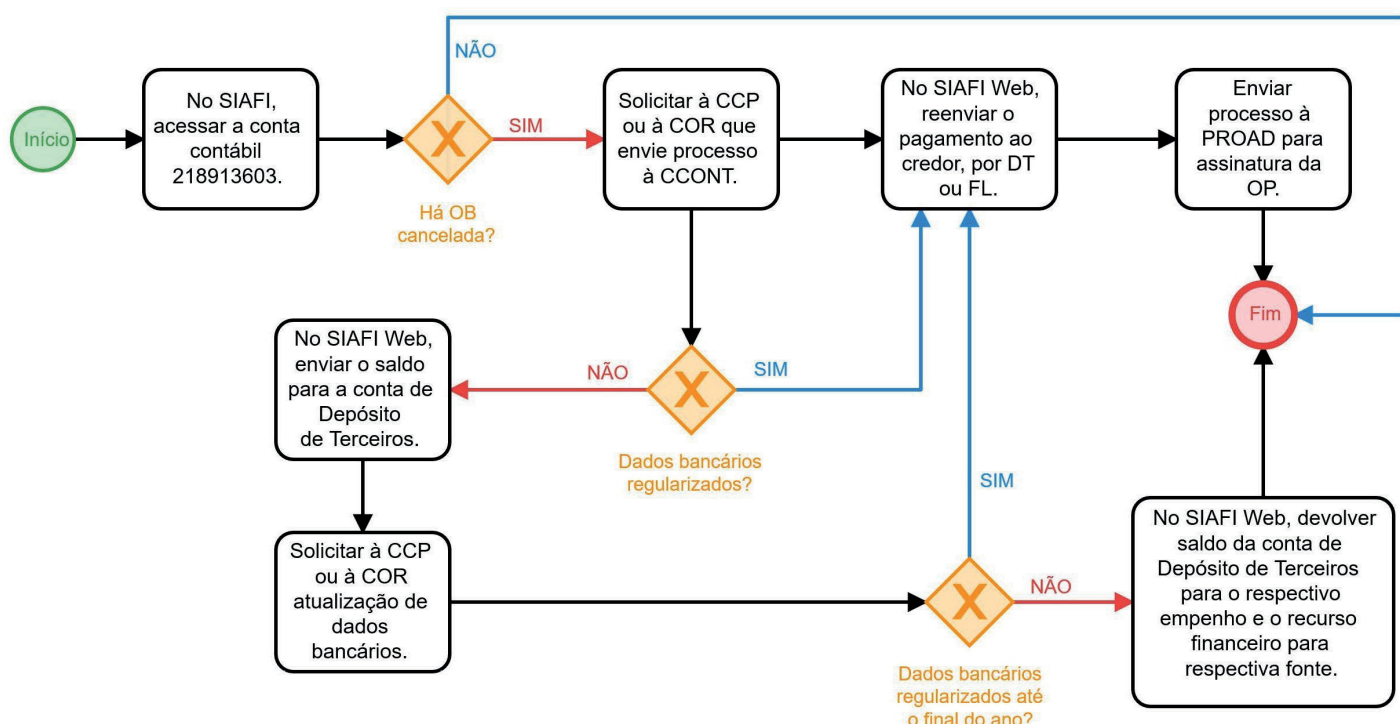 NÃO
Início
No SIAFI,
acessar a conta
contábil
218913603.
SIM
Há OB
cancelada?
Solicitar à CCP
ou à COR que
envie processo
à CCONT.
No SIAFI Web,
reenviar o
pagamento ao
credor, por DT
ou FL.
Enviar
processo à
PROAD para
assinatura da
OP.
Fim
No SIAFI Web,
enviar o saldo
para a conta de
Depósito
de Terceiros.
NÃO
SIM
Dados bancários
regularizados?
SIM
Solicitar à CCP
ou à COR
atualização de
dados
bancários.
NÃO
Dados bancários
regularizados até
o final do ano?
No SIAFI Web, devolver
saldo da conta de
Depósito de Terceiros
para o respectivo
empenho e o recurso
financeiro para
respectiva fonte.